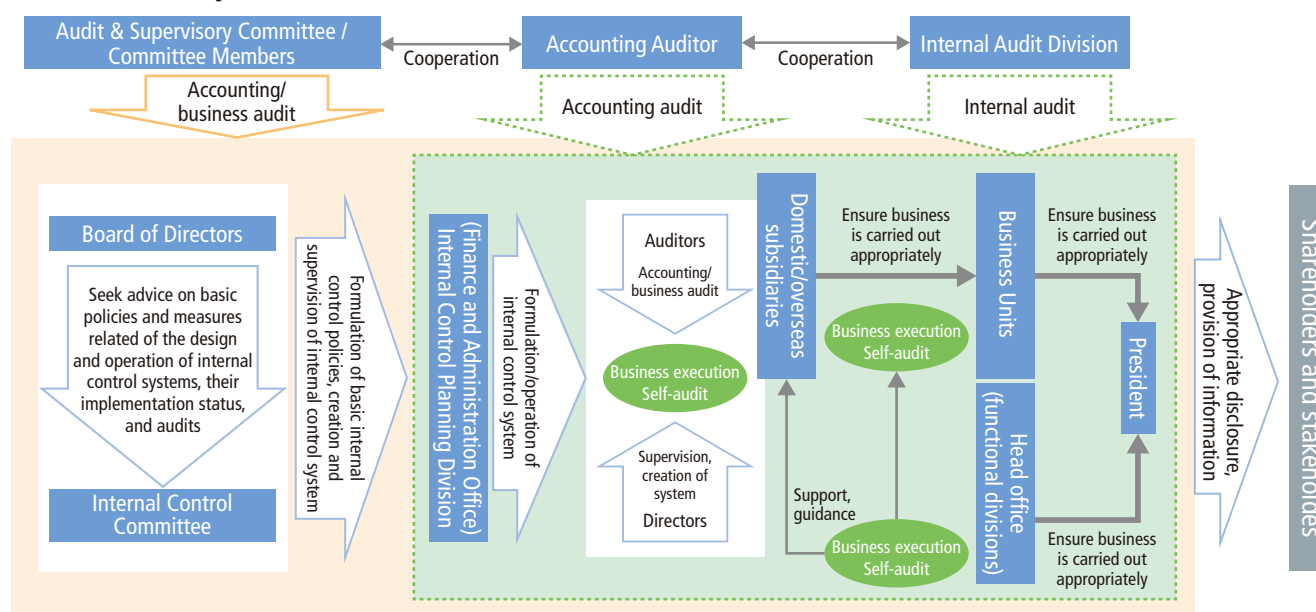 Audit & Supervisory Committee /
Committee Members
Cooperation
Accounting Auditor
Cooperation
Internal Audit Division
Accounting/
business audit
Accounting audit
Internal audit
Board of Directors
Seek advice on basic
policies and measures
related of the design
and operation of internal
control systems, their
implementation status,
and audits
Internal Control
Committee
Formulation of basic internal
control policies, creation and
supervision of internal control system
Internal Control Planning Division
(Finance and Administration Office)
Formulation/operation of
internal control system
Auditors
Accounting/
business audit
Business execution
Self-audit
Supervision,
creation of
system
Directors
Domestic/overseas
subsidiaries
Ensure business
is carried out
appropriately
Business execution
Self-audit
Support,
guidance
Business execution
Self-audit
Business Units
Head office
(functional divisions)
Ensure business
is carried out
appropriately
President
Ensure business
is carried out
appropriately
Appropriate disclosure,
provision of information
Shareholders and stakeholdes